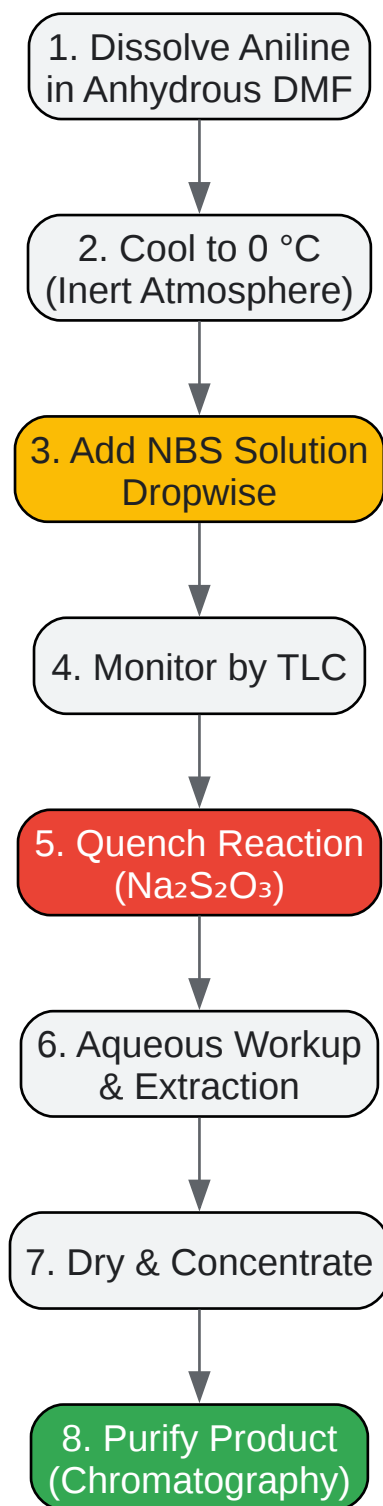 1. Dissolve Aniline
in Anhydrous DMF
2. Cool to 0 °C
(Inert Atmosphere)
3. Add NBS Solution
Dropwise
4. Monitor by TLC
5. Quench Reaction
(Na₂S₂O₃)
6. Aqueous Workup
& Extraction
7. Dry & Concentrate
8. Purify Product
(Chromatography)